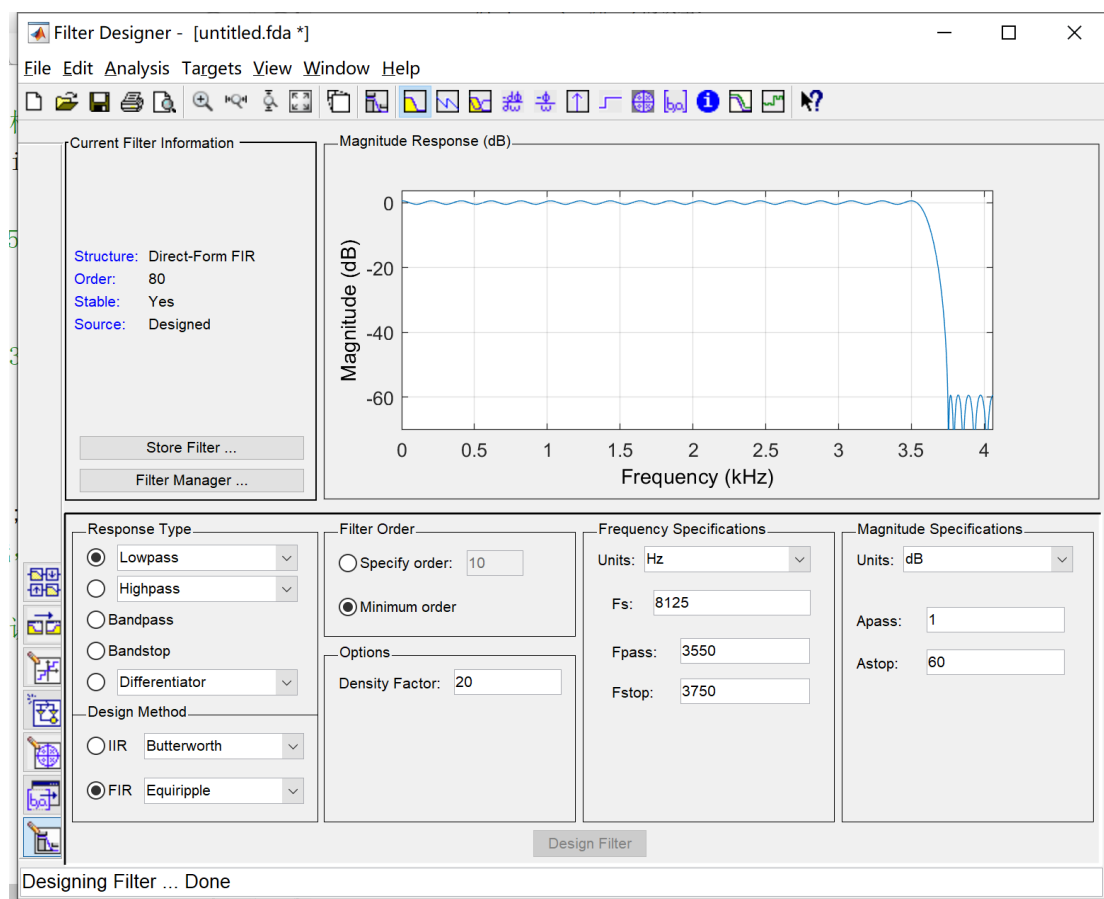 Filter Designer - [untitled.fda *]
File Edit Analysis Targets View Window Help
Current Filter Information
Structure: Direct-Form FIR
Order: 80
Stable: Yes
Source: Designed
Store Filter ...
Filter Manager ...
Magnitude Response (dB)
Magnitude (dB)
0
-20
-40
-60
0 0.5 1 1.5 2 2.5 3 3.5 4
Frequency (kHz)
Response Type
Lowpass
Highpass
Bandpass
Bandstop
Differentiator
Design Method
IIR Butterworth
FIR Equiripple
Filter Order
Specify order: 10
Minimum order
Options
Density Factor: 20
Frequency Specifications
Units: Hz
Fs: 8125
Fpass: 3550
Fstop: 3750
Magnitude Specifications
Units: dB
Apass: 1
Astop: 60
Design Filter
Designing Filter ... Done